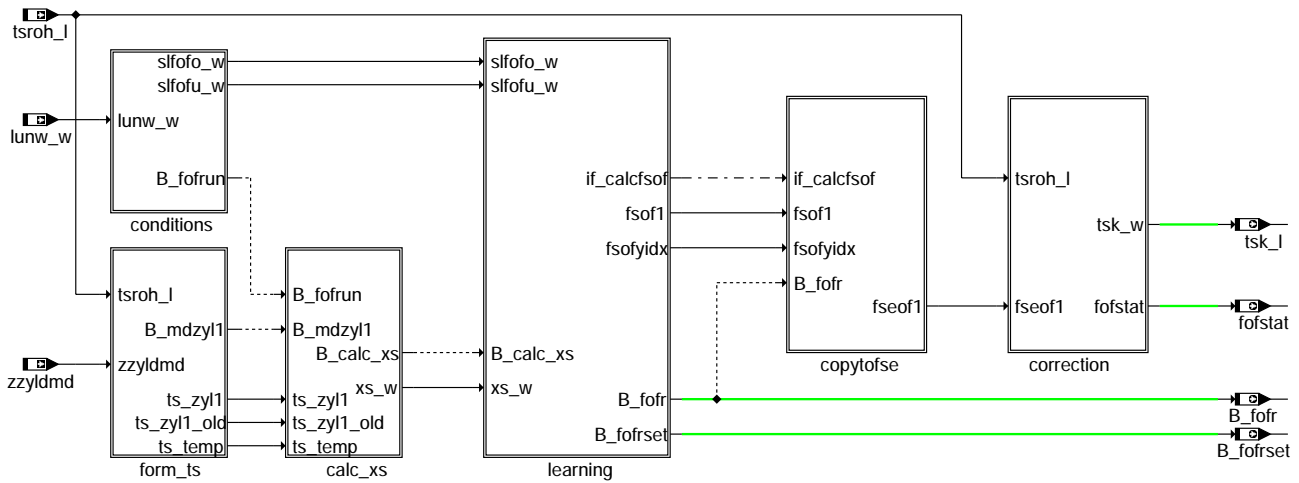 tsroh_l
lunw_w
zzyldmd
slfofo_w
slfofu_w
lunw_w
B_fofrun
conditions
tsroh_l
B_mdzyl1
zzyldmd
ts_zyl1
ts_zyl1_old
ts_temp
form_ts
B_fofrun
B_mdzyl1
B_calc_xs
xs_w
ts_zyl1
ts_zyl1_old
ts_temp
calc_xs
slfofo_w
slfofu_w
if_calcfsof
fsof1
fsofyidx
B_calc_xs
xs_w
B_fofr
B_fofrset
learning
if_calcfsof
fsof1
fsofyidx
B_fofr
fseof1
copytofse
tsroh_l
tsk_w
fseof1
fofstat
correction
tsk_l
fofstat
B_fofr
B_fofrset